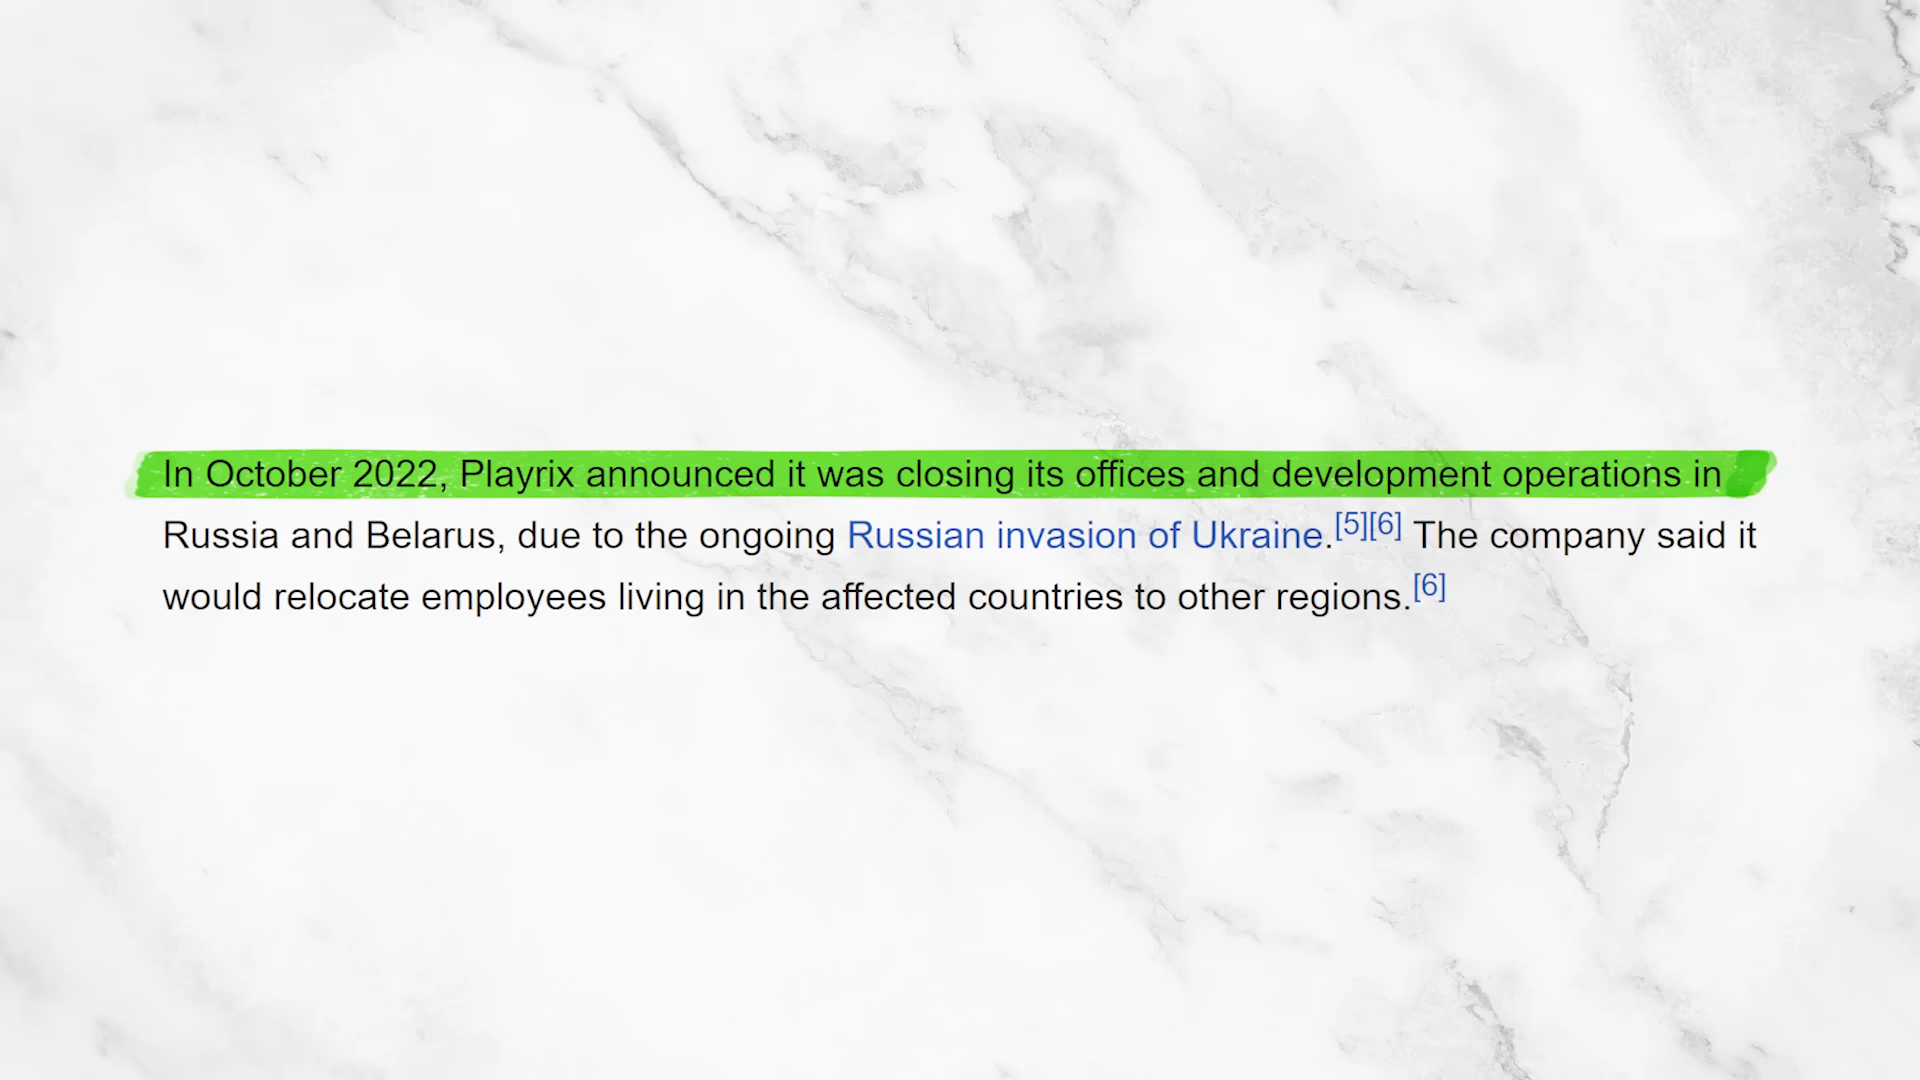 In October 2022, Playrix announced it was closing its offices and development operations in
Russia and Belarus, due to the ongoing Russian invasion of Ukraine.[5][6] The company said it
would relocate employees living in the affected countries to other regions.[6]